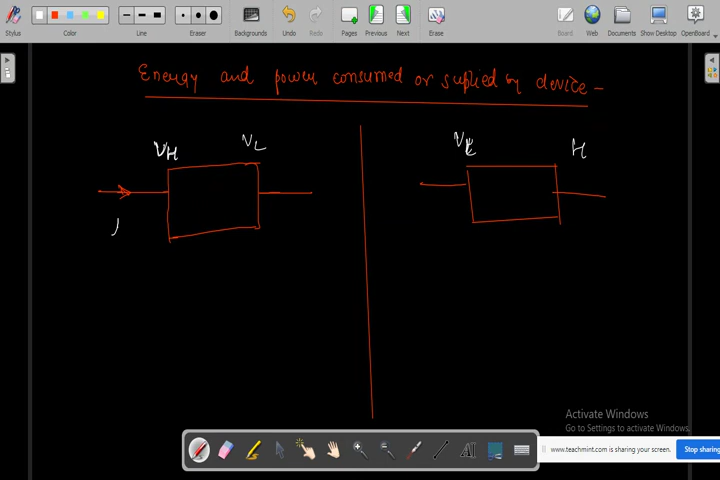 Stylus
Color
Line
Eraser
Backgrounds
Undo
Redo
Pages
Previous
Next
Erase
Board
Web
Documents
Show Desktop
OpenBoard
Energy and power consumed or suplied by device -
VH
VL
H
Activate Windows
Go to Settings to activate Windows.
www.teachmint.com is sharing your screen.
Stop sharing